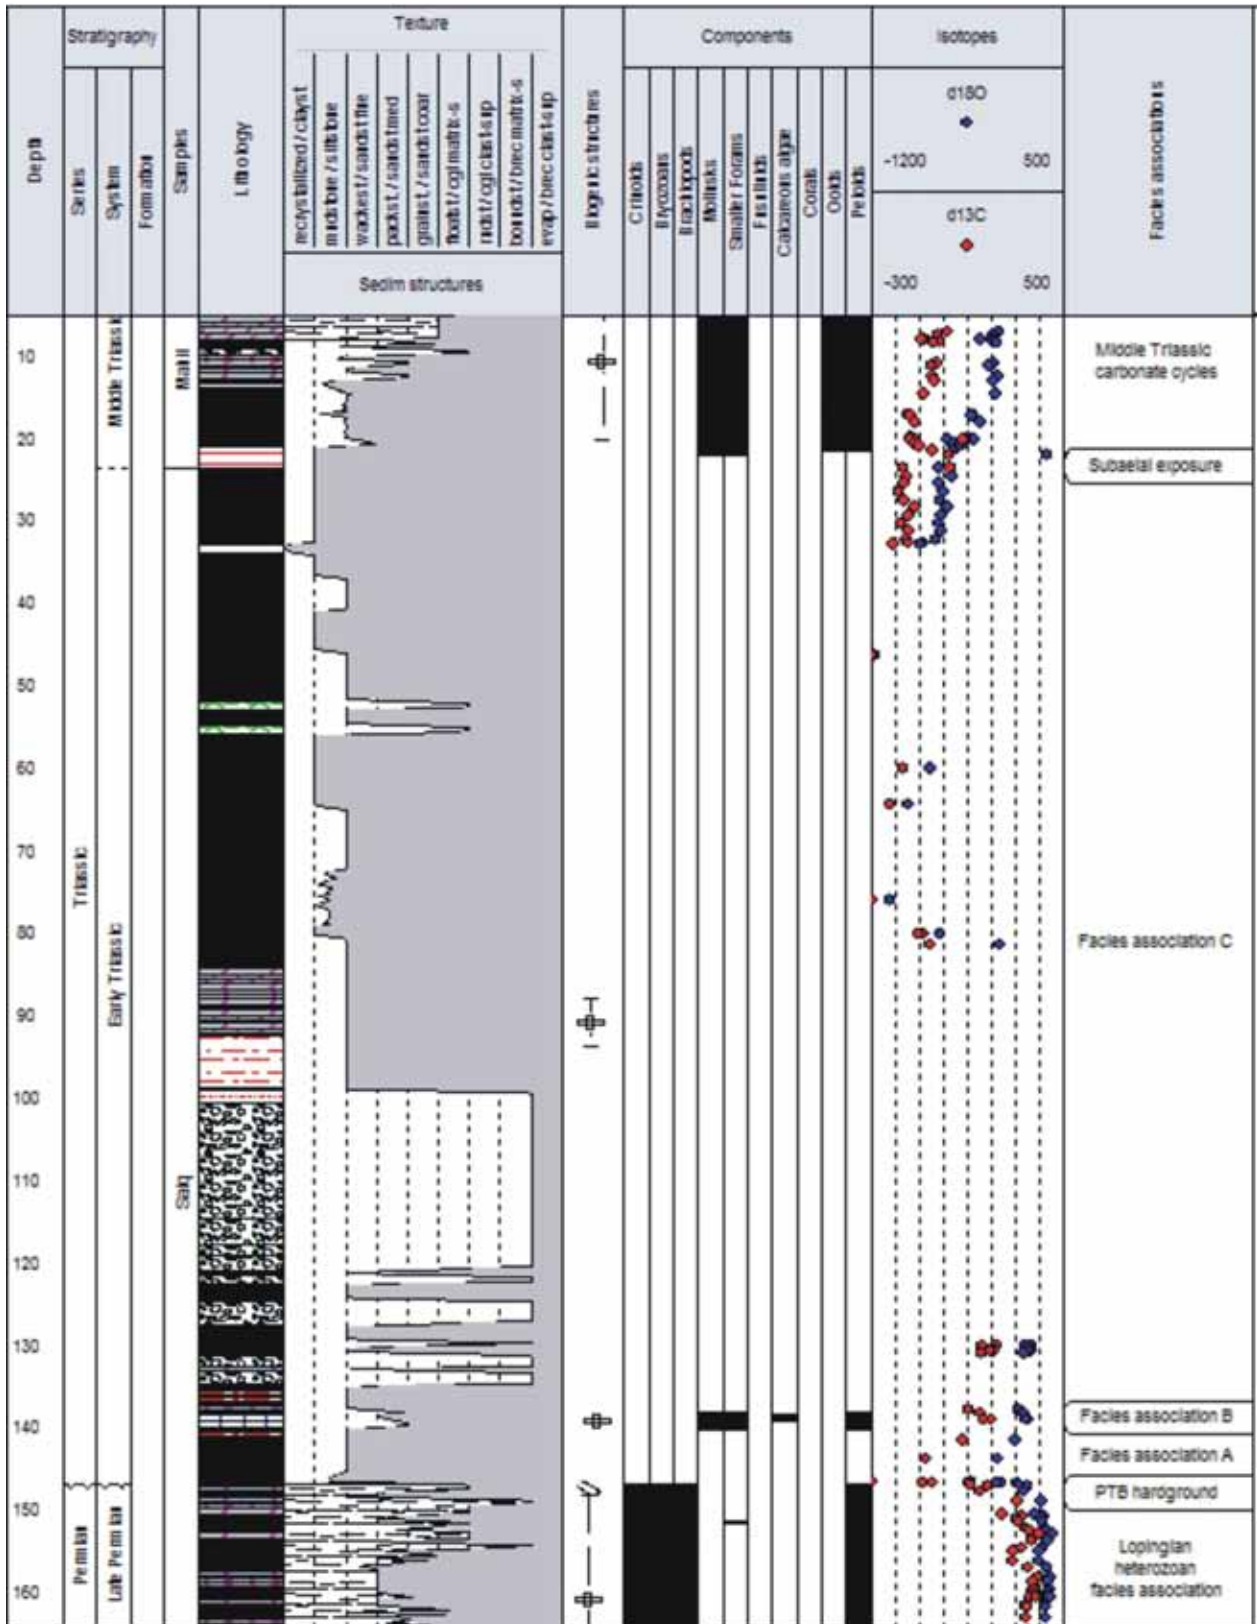 Depth
Stratigraphy
Series
System
Formation
Samples
Lithology
Texture
recrystallized / clayst
mudstone / siltstone
wackest / sandst fine
packst. / sandst med
grainst. / sandst coar
floatst / cgl matrix-s
rudst / cgl clast-sup
boundst / brec matrix-s
evap / brec clast-sup
Sedim structures
Biogenic structures
Components
Crinoids
Bryozoans
Brachiopods
Mollusks
Smaller Forams
Fusulinids
Calcareous algae
Corals
Ooids
Peloids
Isotopes
d18O
-1200 500
d13C
-300 500
Facies associations
10
20
30
40
50
60
70
80
90
100
110
120
130
140
150
160
Triassic
Permian
Middle Triassic
Early Triassic
Late Permian
Mahil
Saiq
Middle Triassic
carbonate cycles
Subaerial exposure
Facies association C
Facies association B
Facies association A
PTB hardground
Lopingian
heterozoan
facies association